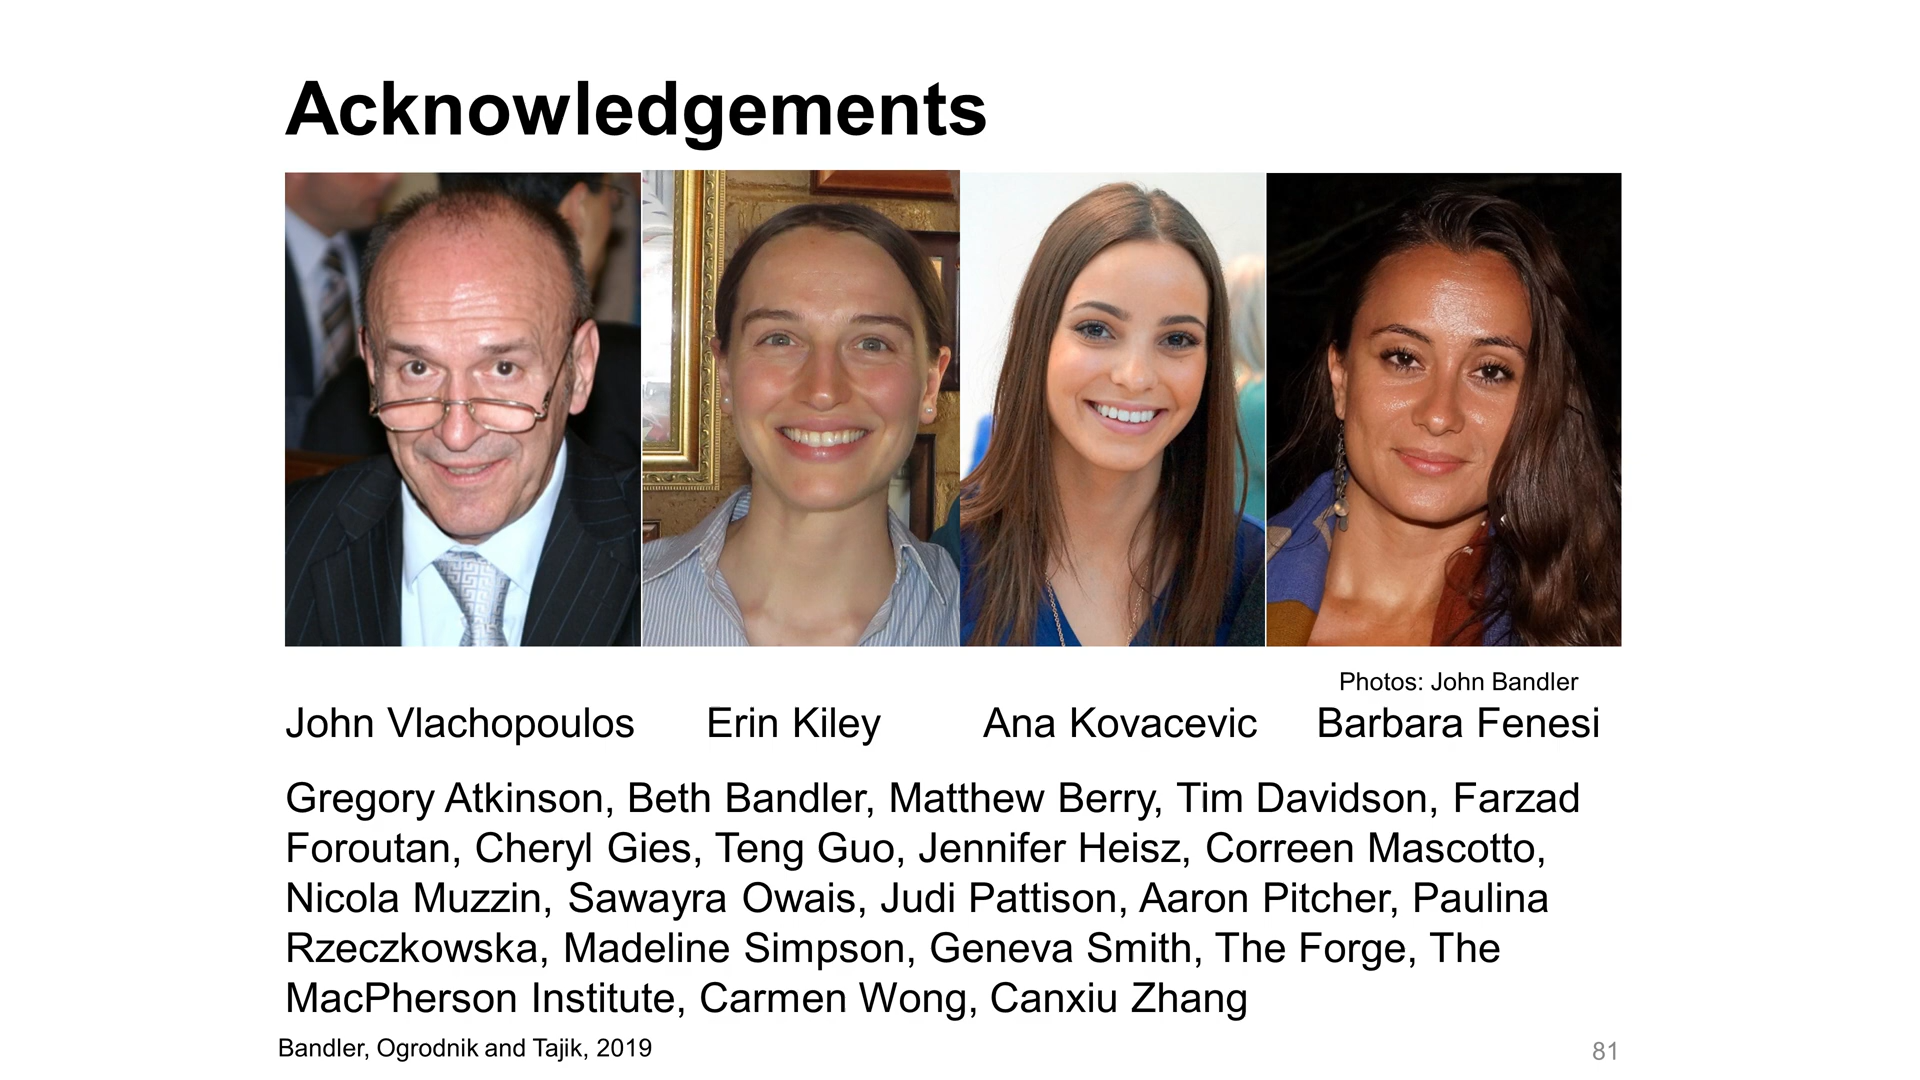 Acknowledgements
Photos: John Bandler
John Vlachopoulos Erin Kiley Ana Kovacevic Barbara Fenesi
Gregory Atkinson, Beth Bandler, Matthew Berry, Tim Davidson, Farzad
Foroutan, Cheryl Gies, Teng Guo, Jennifer Heisz, Correen Mascotto,
Nicola Muzzin, Sawayra Owais, Judi Pattison, Aaron Pitcher, Paulina
Rzeczkowska, Madeline Simpson, Geneva Smith, The Forge, The
MacPherson Institute, Carmen Wong, Canxiu Zhang
Bandler, Ogrodnik and Tajik, 2019
81